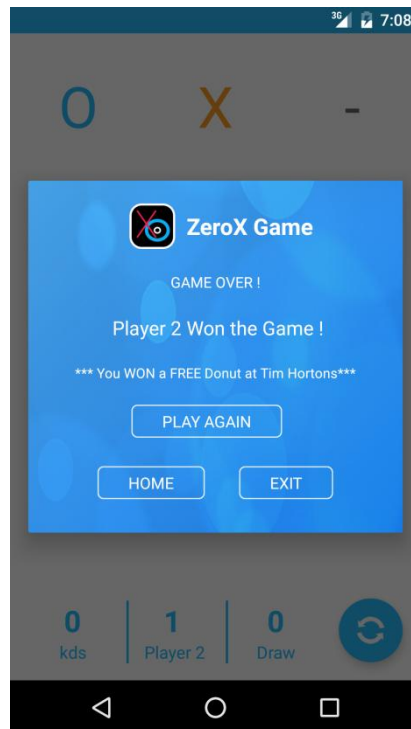 3G 7:08
O X -
ZeroX Game
GAME OVER !
Player 2 Won the Game !
*** You WON a FREE Donut at Tim Hortons***
PLAY AGAIN
HOME EXIT
0 1 0
kds Player 2 Draw